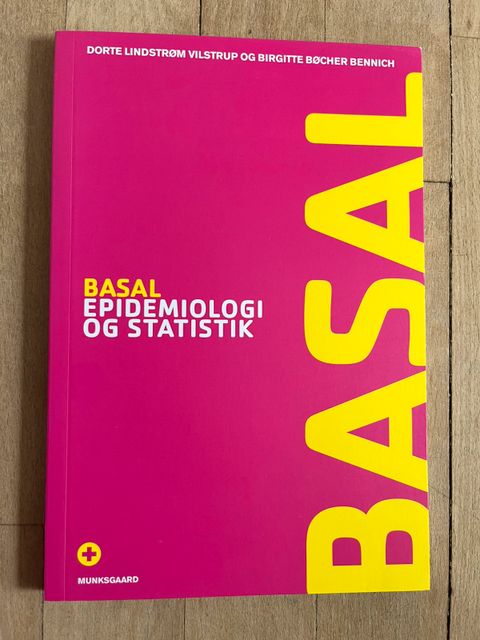 DORTE LINDSTRØM VILSTRUP OG BIRGITTE BØCHER BENNICH
BASAL
EPIDEMIOLOGI
OG STATISTIK
BASAL
MUNKSGAARD